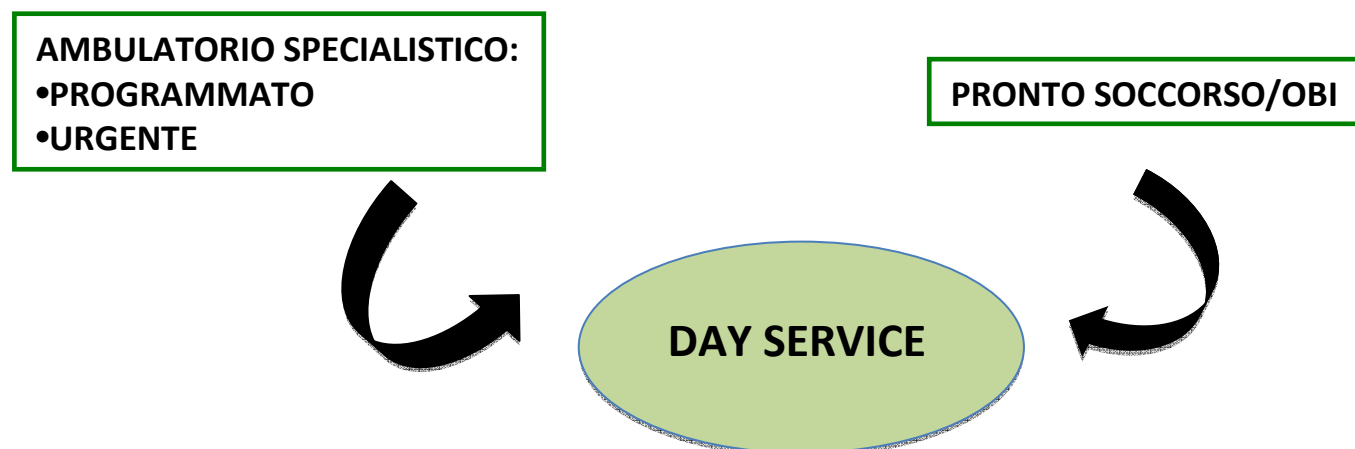 AMBULATORIO SPECIALISTICO:
•PROGRAMMATO
•URGENTE
PRONTO SOCCORSO/OBI
DAY SERVICE